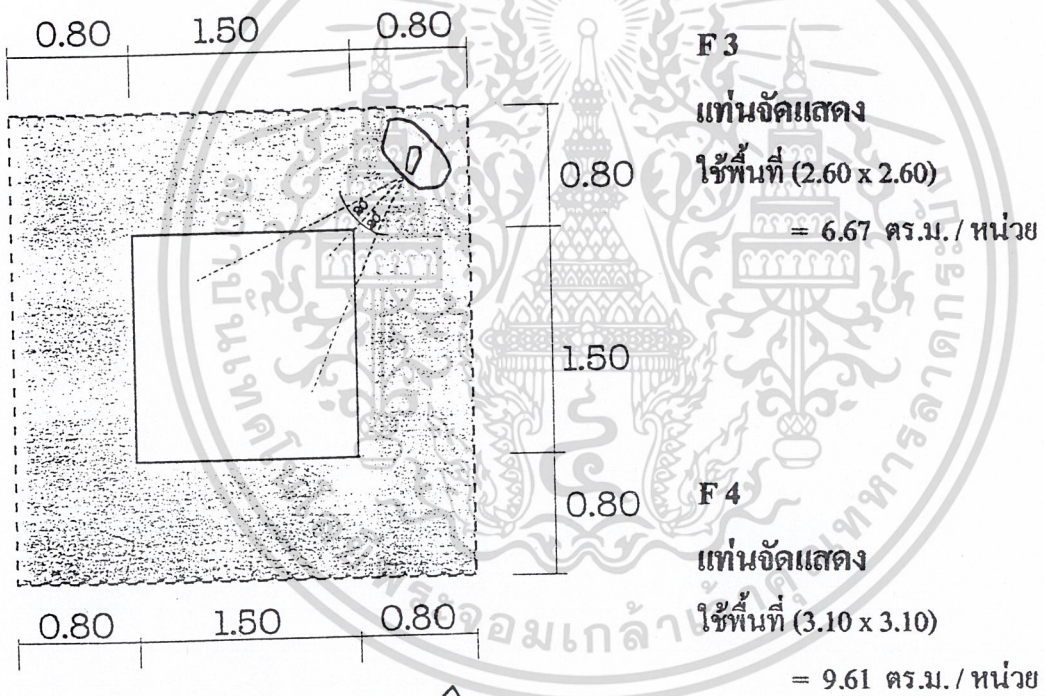 0.80 1.50 0.80
F 3
แท่นจัดแสดง
0.80
ใช้พื้นที่ (2.60 x 2.60)
= 6.67 ตร.ม. / หน่วย
1.50
0.80
F 4
แท่นจัดแสดง
ใช้พื้นที่ (3.10 x 3.10)
= 9.61 ตร.ม. / หน่วย
0.80 1.50 0.80